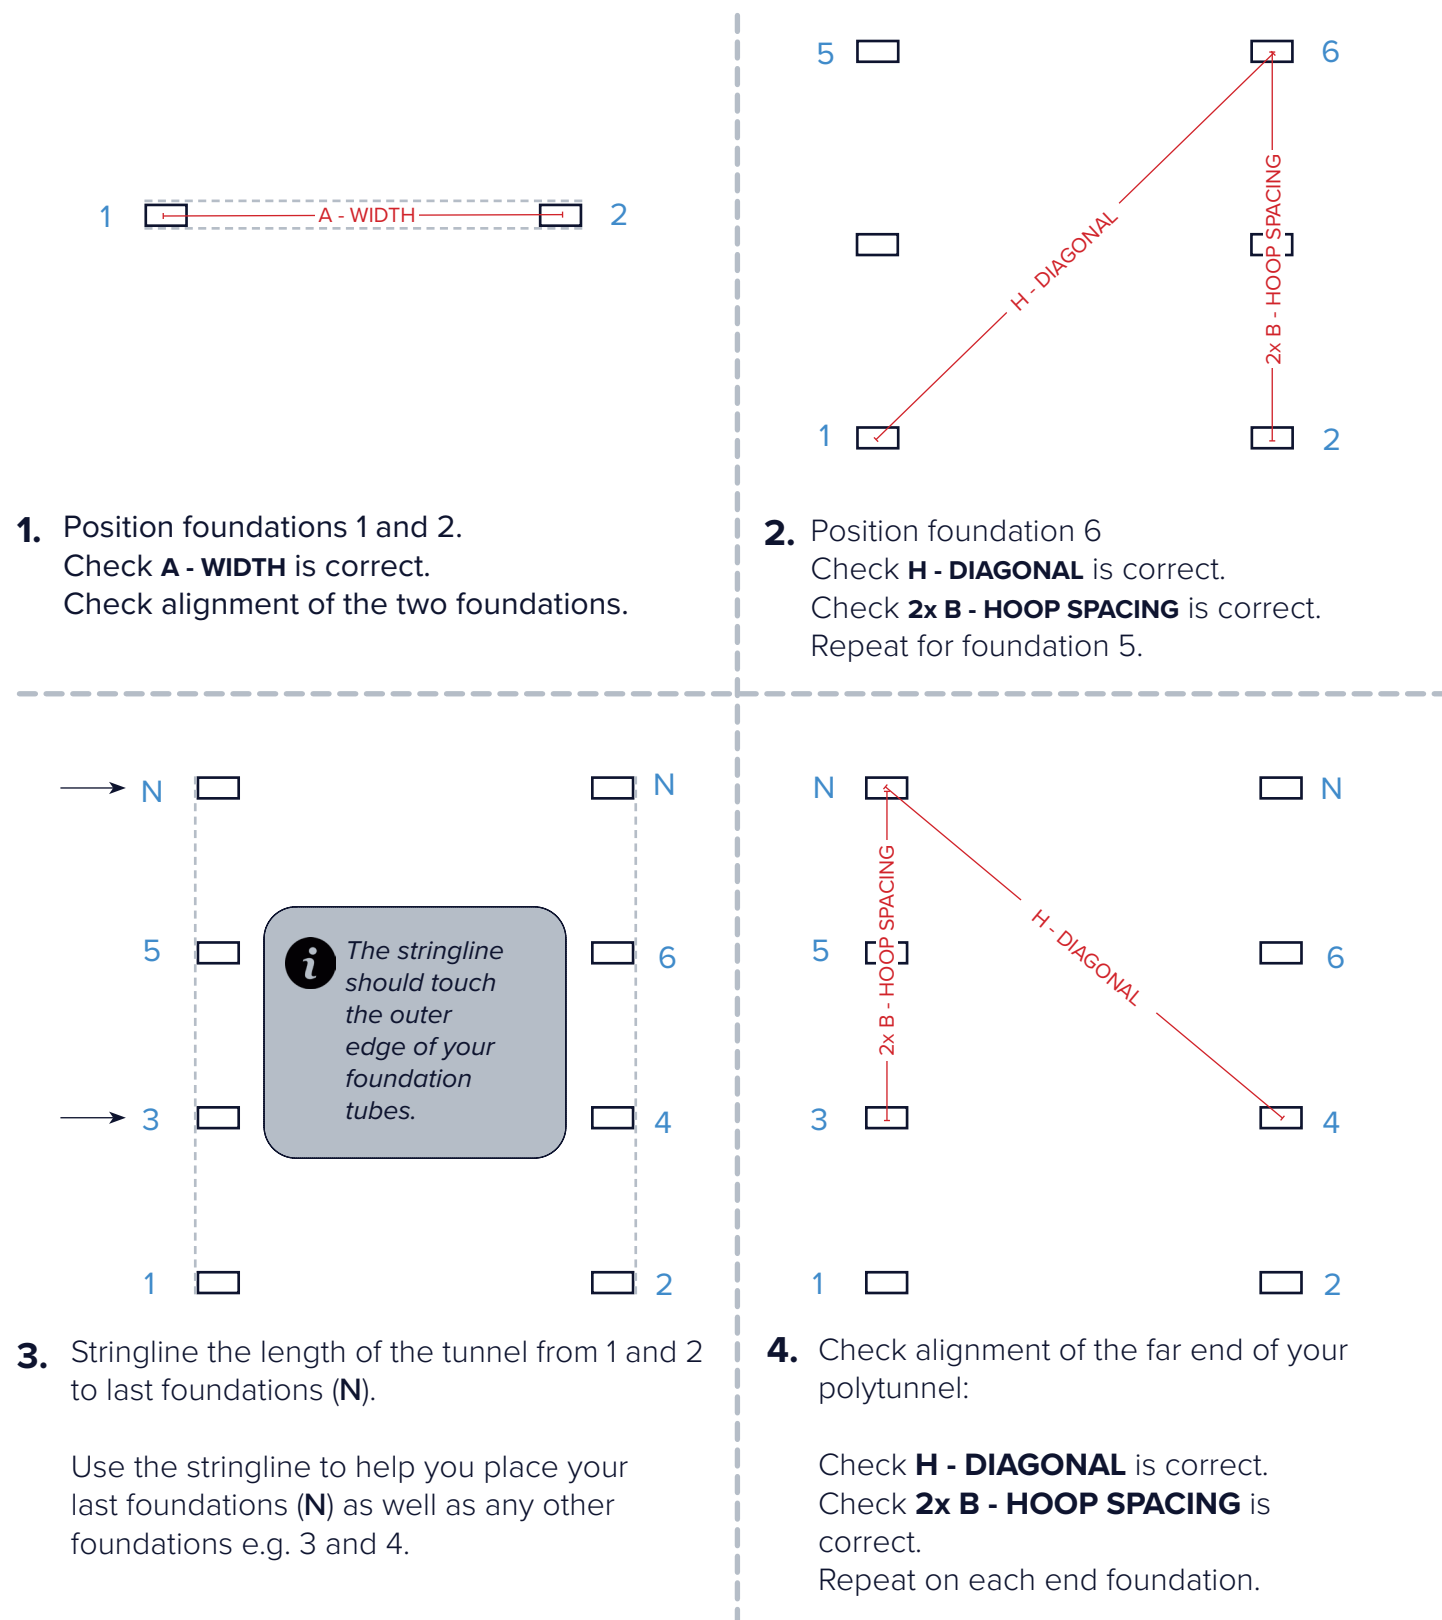 1
A - WIDTH
2
1. Position foundations 1 and 2.
Check A - WIDTH is correct.
Check alignment of the two foundations.
5
6
H - DIAGONAL
2x B - HOOP SPACING
1
2
2. Position foundation 6
Check H - DIAGONAL is correct.
Check 2x B - HOOP SPACING is correct.
Repeat for foundation 5.
N
N
5
6
i
The stringline
should touch
the outer
edge of your
foundation
tubes.
3
4
1
2
3. Stringline the length of the tunnel from 1 and 2
to last foundations (N).
Use the stringline to help you place your
last foundations (N) as well as any other
foundations e.g. 3 and 4.
N
N
2x B - HOOP SPACING
H - DIAGONAL
5
6
3
4
1
2
4. Check alignment of the far end of your
polytunnel:
Check H - DIAGONAL is correct.
Check 2x B - HOOP SPACING is
correct.
Repeat on each end foundation.